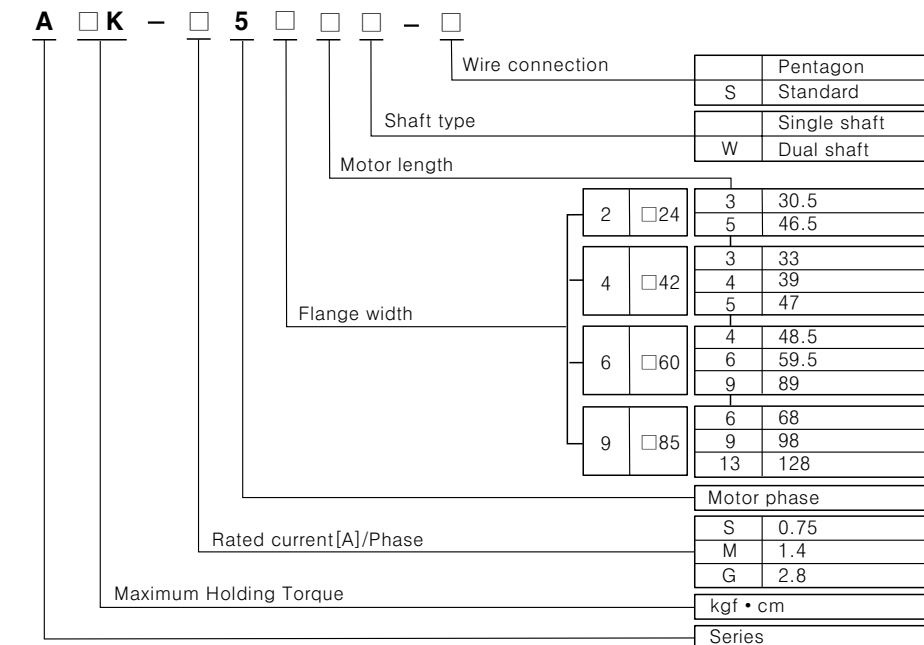 A □K – □ 5 □ □ □ – □
Wire connection
Pentagon
S Standard
Shaft type
Single shaft
W Dual shaft
Motor length
2 □24
3 30.5
5 46.5
4 □42
3 33
4 39
5 47
Flange width
6 □60
4 48.5
6 59.5
9 89
9 □85
6 68
9 98
13 128
Motor phase
Rated current[A]/Phase
S 0.75
M 1.4
G 2.8
Maximum Holding Torque
kgf • cm
Series